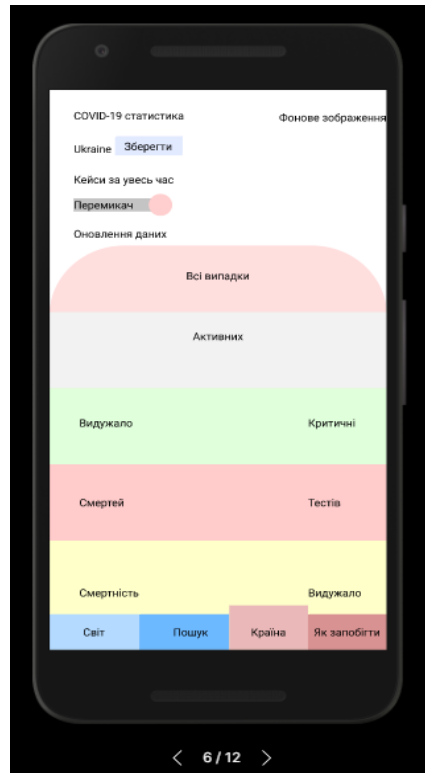 COVID-19 статистика
Фонове зображення
Ukraine Зберегти
Кейси за увесь час
Перемикач
Оновлення даних
Всі випадки
Активних
Видужало Критичні
Смертей Тестів
Смертність Видужало
Світ Пошук Країна Як запобігти
6 / 12